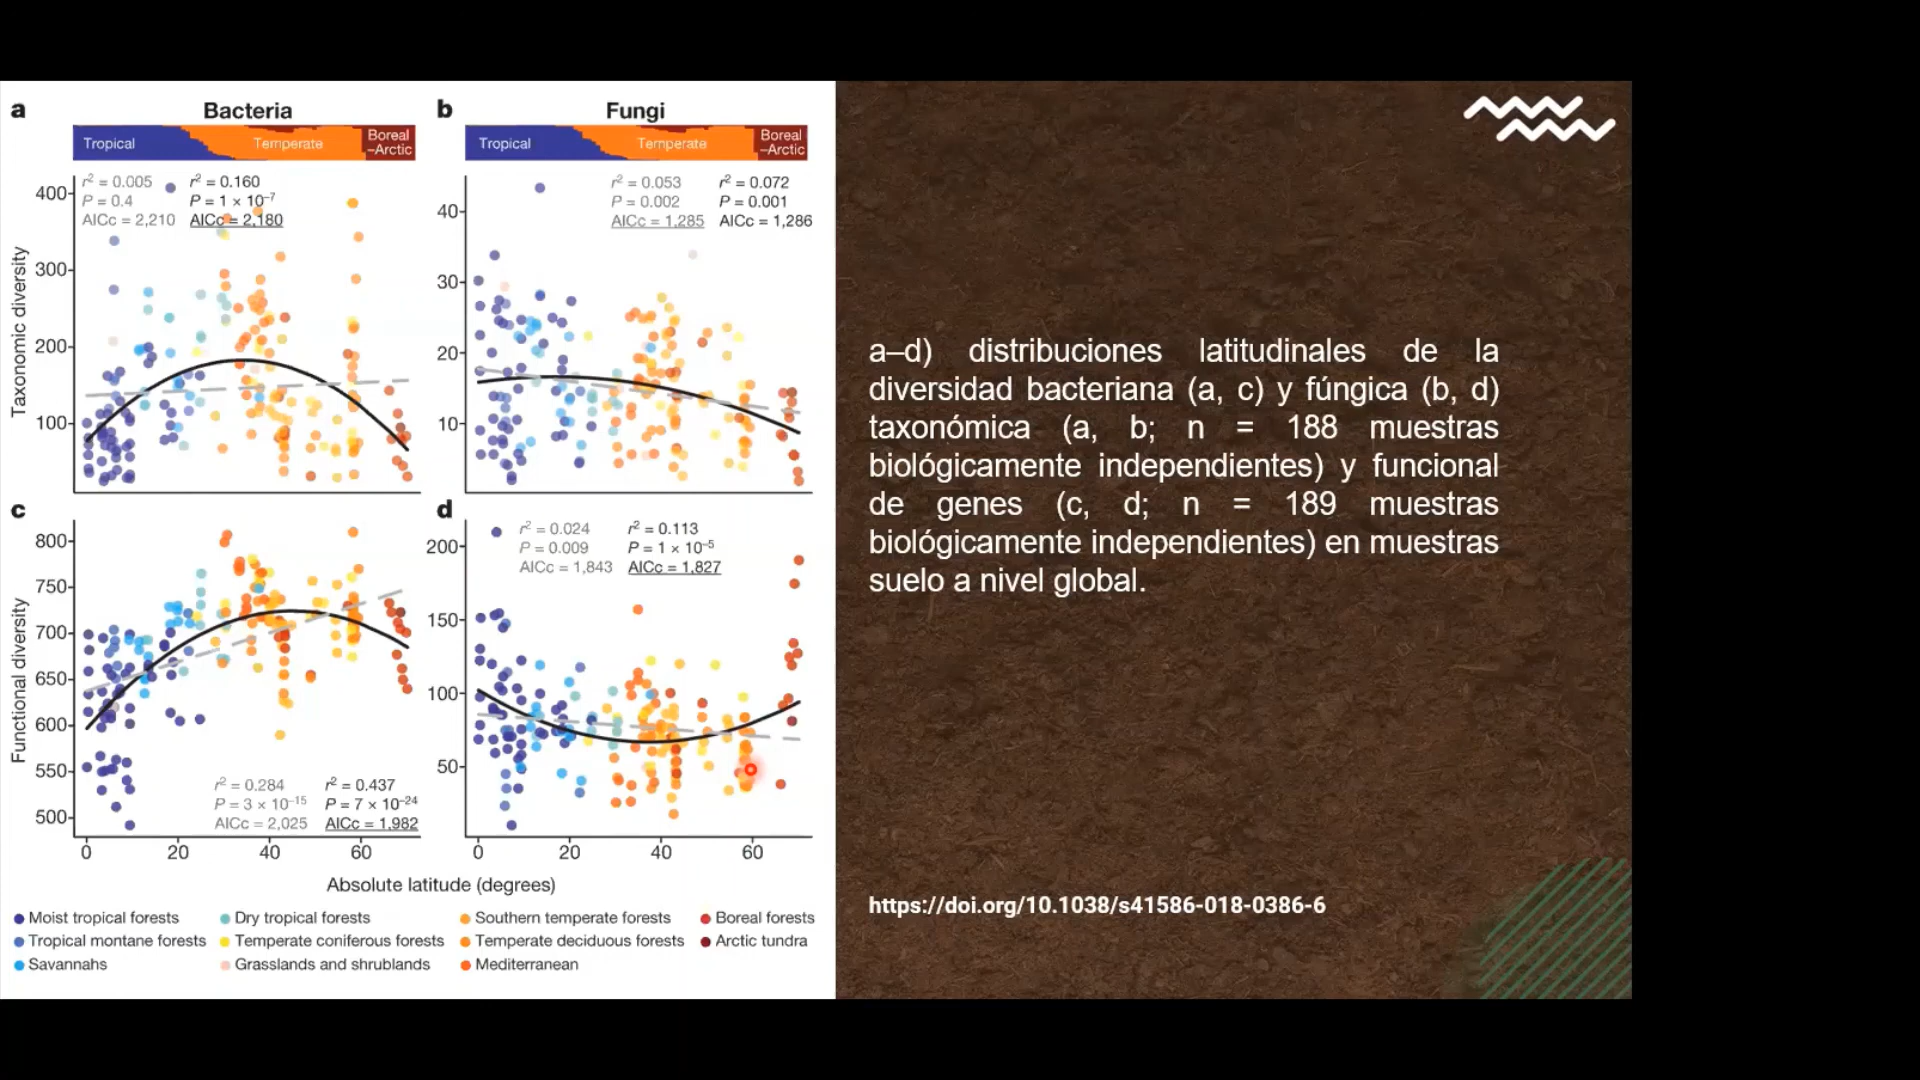 a Bacteria
Tropical Temperate Boreal –Arctic
r² = 0.005 r² = 0.160
P = 0.4 P = 1 × 10⁻⁷
AICc = 2,210 AICc = 2,180
Taxonomic diversity
400
300
200
100
b Fungi
Tropical Temperate Boreal –Arctic
r² = 0.053 r² = 0.072
P = 0.002 P = 0.001
AICc = 1,285 AICc = 1,286
40
30
20
10
c
Functional diversity
800
750
700
650
600
550
500
r² = 0.284 r² = 0.437
P = 3 × 10⁻¹⁵ P = 7 × 10⁻²⁴
AICc = 2,025 AICc = 1,982
0 20 40 60
d
r² = 0.024 r² = 0.113
P = 0.009 P = 1 × 10⁻⁵
AICc = 1,843 AICc = 1,827
200
150
100
50
0 20 40 60
Absolute latitude (degrees)
Moist tropical forests Dry tropical forests Southern temperate forests Boreal forests
Tropical montane forests Temperate coniferous forests Temperate deciduous forests Arctic tundra
Savannahs Grasslands and shrublands Mediterranean
a–d) distribuciones latitudinales de la
diversidad bacteriana (a, c) y fúngica (b, d)
taxonómica (a, b; n = 188 muestras
biológicamente independientes) y funcional
de genes (c, d; n = 189 muestras
biológicamente independientes) en muestras
suelo a nivel global.
https://doi.org/10.1038/s41586-018-0386-6